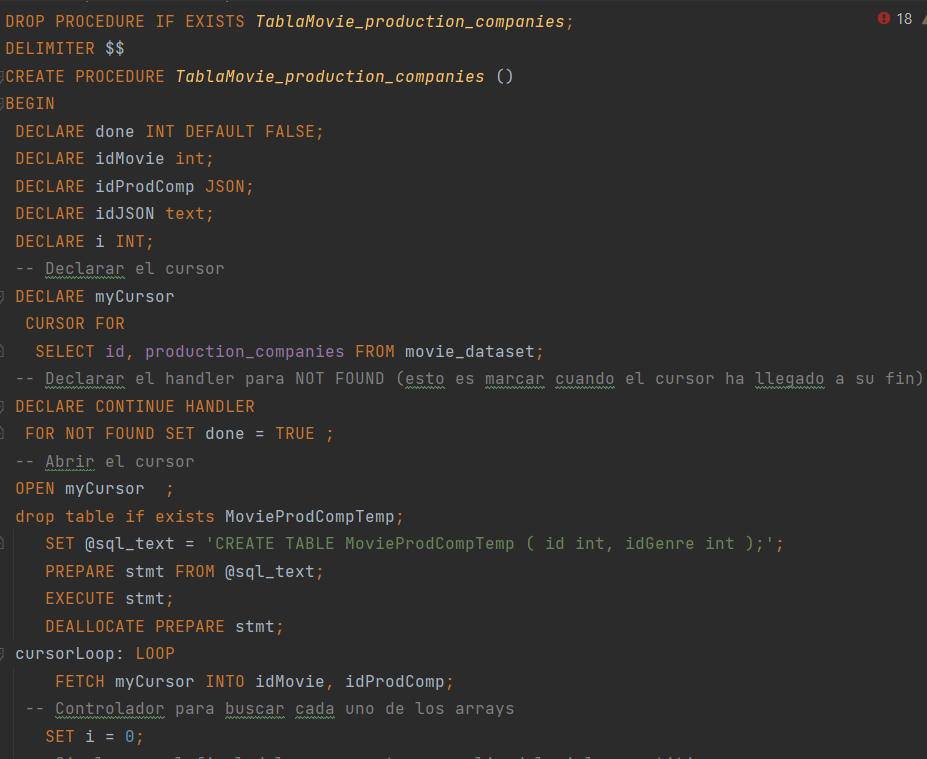 DROP PROCEDURE IF EXISTS TablaMovie_production_companies;
18
DELIMITER $$
CREATE PROCEDURE TablaMovie_production_companies ()
BEGIN
DECLARE done INT DEFAULT FALSE;
DECLARE idMovie int;
DECLARE idProdComp JSON;
DECLARE idJSON text;
DECLARE i INT;
-- Declarar el cursor
DECLARE myCursor
CURSOR FOR
SELECT id, production_companies FROM movie_dataset;
-- Declarar el handler para NOT FOUND (esto es marcar cuando el cursor ha llegado a su fin)
DECLARE CONTINUE HANDLER
FOR NOT FOUND SET done = TRUE ;
-- Abrir el cursor
OPEN myCursor  ;
drop table if exists MovieProdCompTemp;
SET @sql_text = 'CREATE TABLE MovieProdCompTemp ( id int, idGenre int );';
PREPARE stmt FROM @sql_text;
EXECUTE stmt;
DEALLOCATE PREPARE stmt;
cursorLoop: LOOP
FETCH myCursor INTO idMovie, idProdComp;
-- Controlador para buscar cada uno de los arrays
SET i = 0;